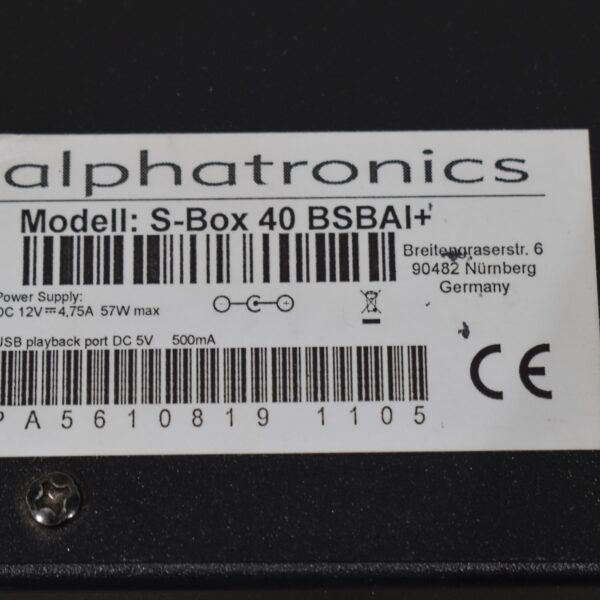 alphatronics
Modell: S-Box 40 BSBAI+
Breitengraserstr. 6
90482 Nürnberg
Germany
Power Supply:
DC 12V⎓4,75A 57W max
USB playback port DC 5V 500mA
CE
PA5610819 1105